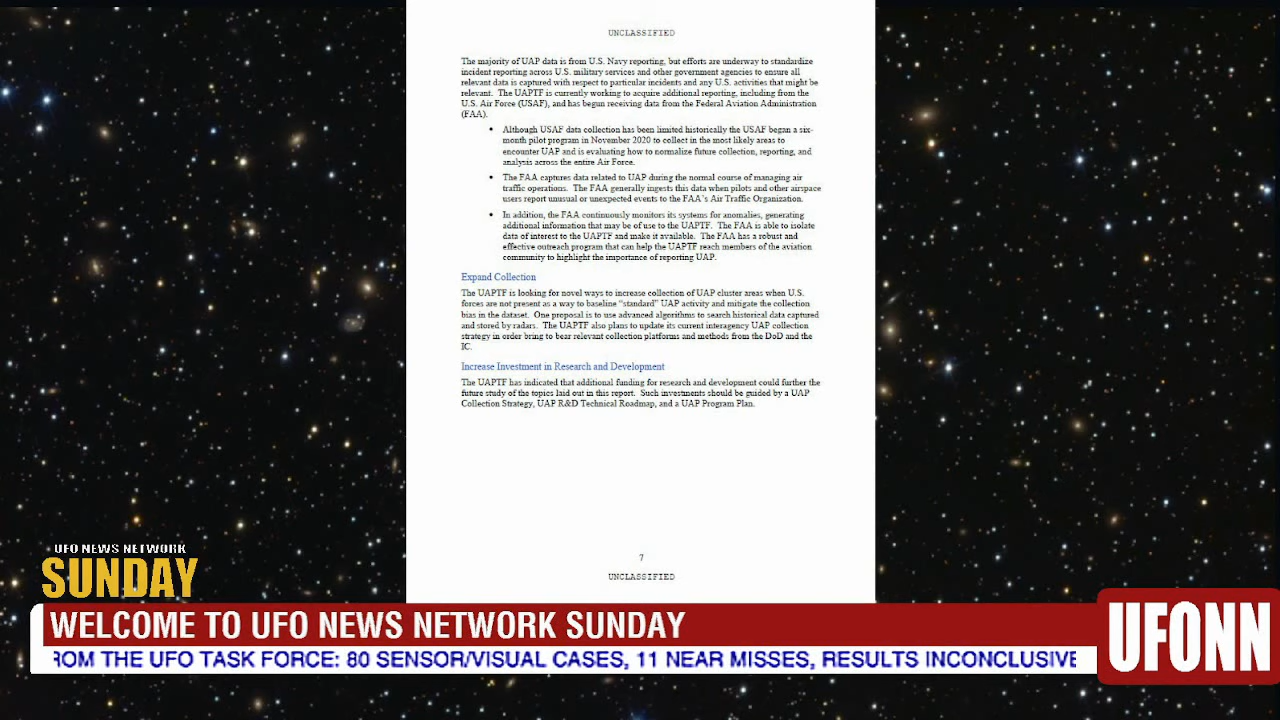 UNCLASSIFIED
The majority of UAP data is from U.S. Navy reporting, but efforts are underway to standardize
incident reporting across U.S. military services and other government agencies to ensure all
relevant data is captured with respect to particular incidents and any U.S. activities that might be
relevant. The UAPTF is currently working to acquire additional reporting, including from the
U.S. Air Force (USAF), and has begun receiving data from the Federal Aviation Administration
(FAA).
• Although USAF data collection has been limited historically the USAF began a six-
month pilot program in November 2020 to collect in the most likely areas to
encounter UAP and is evaluating how to normalize future collection, reporting, and
analysis across the entire Air Force.
• The FAA captures data related to UAP during the normal course of managing air
traffic operations. The FAA generally ingests this data when pilots and other airspace
users report unusual or unexpected events to the FAA's Air Traffic Organization.
• In addition, the FAA continuously monitors its systems for anomalies, generating
additional information that may be of use to the UAPTF. The FAA is able to isolate
data of interest to the UAPTF and make it available. The FAA has a robust and
effective outreach program that can help the UAPTF reach members of the aviation
community to highlight the importance of reporting UAP.
Expand Collection
The UAPTF is looking for novel ways to increase collection of UAP cluster areas when U.S.
forces are not present as a way to baseline "standard" UAP activity and mitigate the collection
bias in the dataset. One proposal is to use advanced algorithms to search historical data captured
and stored by radars. The UAPTF also plans to update its current interagency UAP collection
strategy in order bring to bear relevant collection platforms and methods from the DoD and the
IC.
Increase Investment in Research and Development
The UAPTF has indicated that additional funding for research and development could further the
future study of the topics laid out in this report. Such investments should be guided by a UAP
Collection Strategy, UAP R&D Technical Roadmap, and a UAP Program Plan.
7
UNCLASSIFIED
UFO NEWS NETWORK
SUNDAY
WELCOME TO UFO NEWS NETWORK SUNDAY
ROM THE UFO TASK FORCE: 80 SENSOR/VISUAL CASES, 11 NEAR MISSES, RESULTS INCONCLUSIVE
UFONN